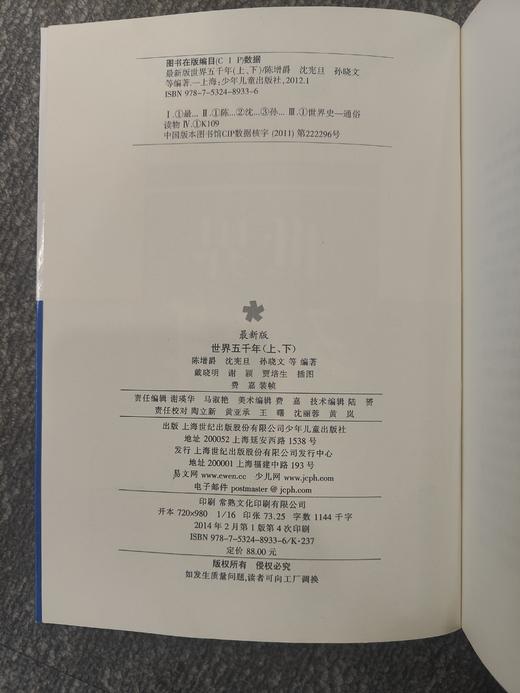 图书在版编目(C I P)数据
最新版世界五千年(上、下)/陈增爵 沈宪旦 孙晓文
等编著.—上海:少年儿童出版社,2012.1
ISBN 978-7-5324-8933-6
Ⅰ.①最… Ⅱ.①陈…②沈…③孙… Ⅲ.①世界史—通俗
读物 Ⅳ.①K109
中国版本图书馆CIP数据核字 (2011) 第222296号
最新版
世界五千年(上、下)
陈增爵 沈宪旦 孙晓文 等 编著
戴晓明 谢 颖 贾培生 插图
费 嘉 装帧
责任编辑 谢瑛华 马淑艳 美术编辑 费 嘉 技术编辑 陆 赟
责任校对 陶立新 黄亚承 王 曙 沈丽蓉 黄 岚
出版 上海世纪出版股份有限公司少年儿童出版社
地址 200052 上海延安西路 1538 号
发行 上海世纪出版股份有限公司发行中心
地址 200001 上海福建中路 193 号
易文网 www.ewen.cc 少儿网 www.jcph.com
电子邮件 postmaster @ jcph.com
印刷 常熟文化印刷有限公司
开本 720×980 1/16 印张 73.25 字数 1144 千字
2014 年 2 月第 1 版第 4 次印刷
ISBN 978-7-5324-8933-6/K·237
定价 88.00 元
版权所有 侵权必究
如发生质量问题,读者可向工厂调换